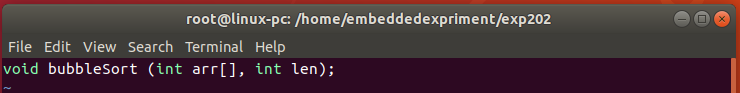 root@linux-pc: /home/embeddedexpriment/exp202
File Edit View Search Terminal Help
void bubbleSort (int arr[], int len);
~